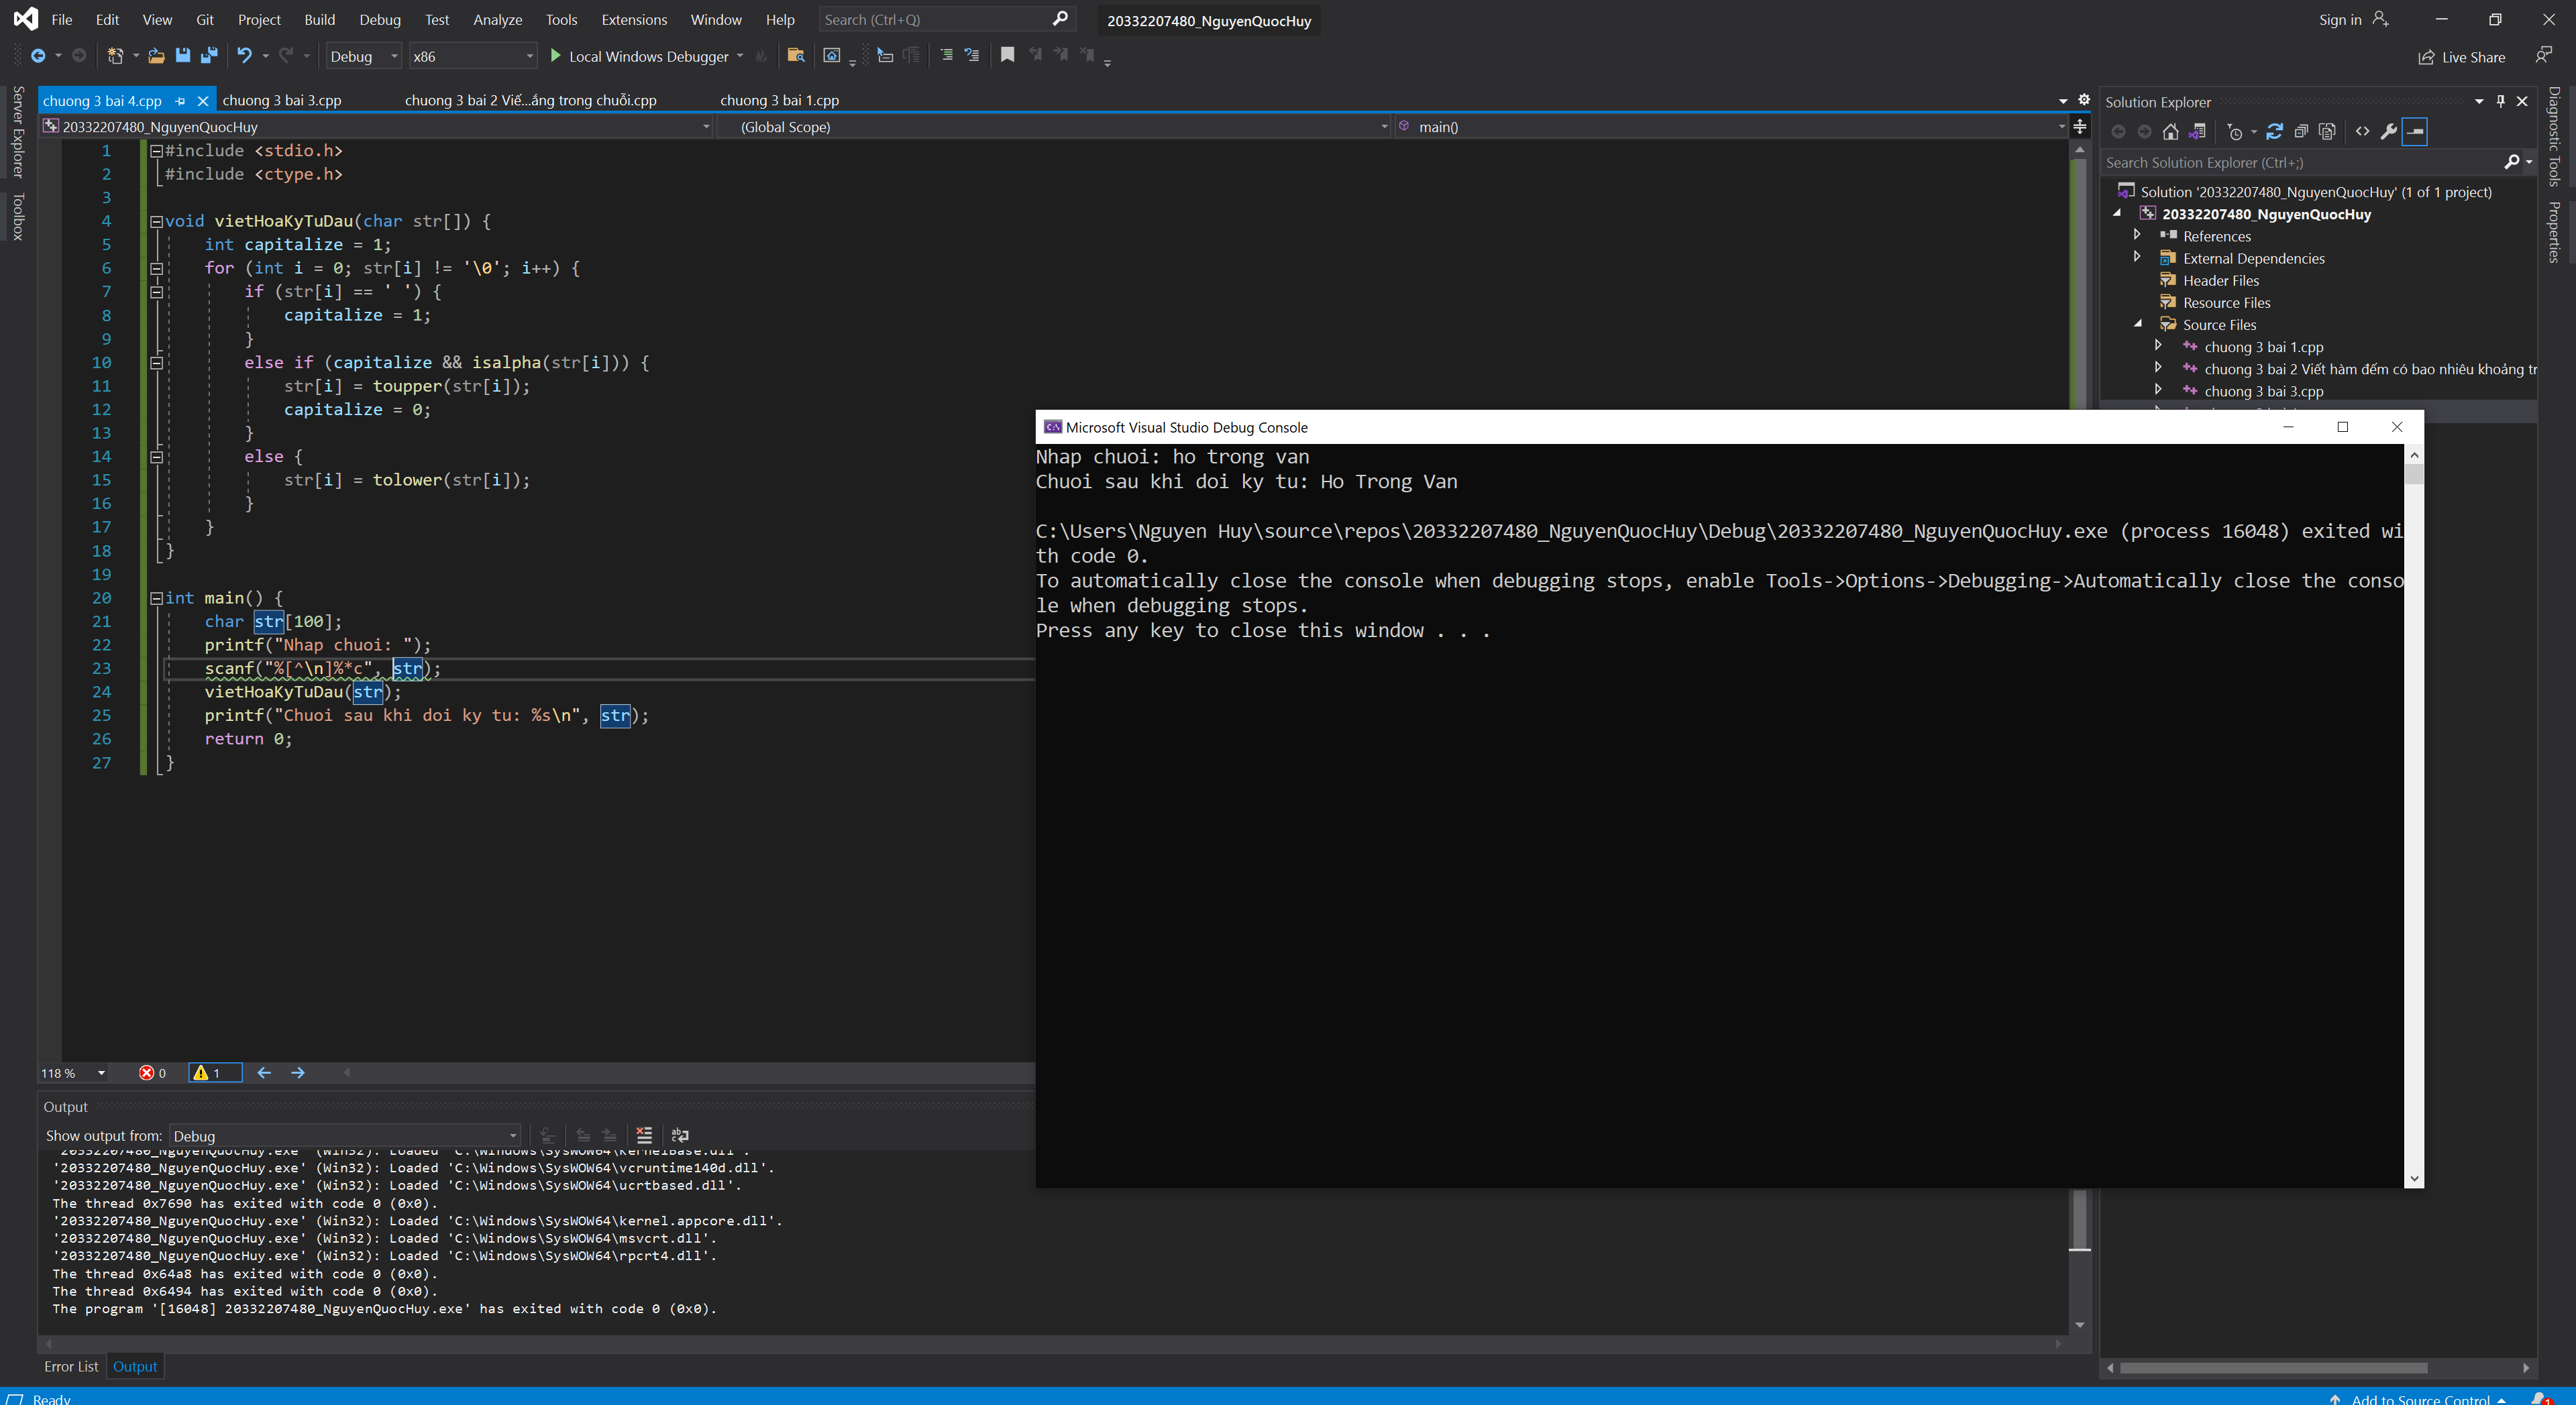 File Edit View Git Project Build Debug Test Analyze Tools Extensions Window Help Search (Ctrl+Q) 20332207480_NguyenQuocHuy Sign in
Debug x86 Local Windows Debugger Live Share
Server Explorer
Toolbox
chuong 3 bai 4.cpp chuong 3 bai 3.cpp chuong 3 bai 2 Viế...ắng trong chuỗi.cpp chuong 3 bai 1.cpp
20332207480_NguyenQuocHuy (Global Scope) main()
1 #include <stdio.h>
2 #include <ctype.h>
3
4 void vietHoaKyTuDau(char str[]) {
5 int capitalize = 1;
6 for (int i = 0; str[i] != '\0'; i++) {
7 if (str[i] == ' ') {
8 capitalize = 1;
9 }
10 else if (capitalize && isalpha(str[i])) {
11 str[i] = toupper(str[i]);
12 capitalize = 0;
13 }
14 else {
15 str[i] = tolower(str[i]);
16 }
17 }
18 }
19
20 int main() {
21 char str[100];
22 printf("Nhap chuoi: ");
23 scanf("%[^\n]%*c", str);
24 vietHoaKyTuDau(str);
25 printf("Chuoi sau khi doi ky tu: %s\n", str);
26 return 0;
27 }
118 % 0 1
Microsoft Visual Studio Debug Console
Nhap chuoi: ho trong van
Chuoi sau khi doi ky tu: Ho Trong Van
C:\Users\Nguyen Huy\source\repos\20332207480_NguyenQuocHuy\Debug\20332207480_NguyenQuocHuy.exe (process 16048) exited wi
th code 0.
To automatically close the console when debugging stops, enable Tools->Options->Debugging->Automatically close the conso
le when debugging stops.
Press any key to close this window . . .
Solution Explorer
Search Solution Explorer (Ctrl+;)
Solution '20332207480_NguyenQuocHuy' (1 of 1 project)
20332207480_NguyenQuocHuy
References
External Dependencies
Header Files
Resource Files
Source Files
chuong 3 bai 1.cpp
chuong 3 bai 2 Viết hàm đếm có bao nhiêu khoảng tr
chuong 3 bai 3.cpp
Diagnostic Tools
Properties
Output
Show output from: Debug
'20332207480_NguyenQuocHuy.exe' (Win32): Loaded 'C:\Windows\SysWOW64\KernelBase.dll'.
'20332207480_NguyenQuocHuy.exe' (Win32): Loaded 'C:\Windows\SysWOW64\vcruntime140d.dll'.
'20332207480_NguyenQuocHuy.exe' (Win32): Loaded 'C:\Windows\SysWOW64\ucrtbased.dll'.
The thread 0x7690 has exited with code 0 (0x0).
'20332207480_NguyenQuocHuy.exe' (Win32): Loaded 'C:\Windows\SysWOW64\kernel.appcore.dll'.
'20332207480_NguyenQuocHuy.exe' (Win32): Loaded 'C:\Windows\SysWOW64\msvcrt.dll'.
'20332207480_NguyenQuocHuy.exe' (Win32): Loaded 'C:\Windows\SysWOW64\rpcrt4.dll'.
The thread 0x64a8 has exited with code 0 (0x0).
The thread 0x6494 has exited with code 0 (0x0).
The program '[16048] 20332207480_NguyenQuocHuy.exe' has exited with code 0 (0x0).
Error List Output
Ready Add to Source Control 1